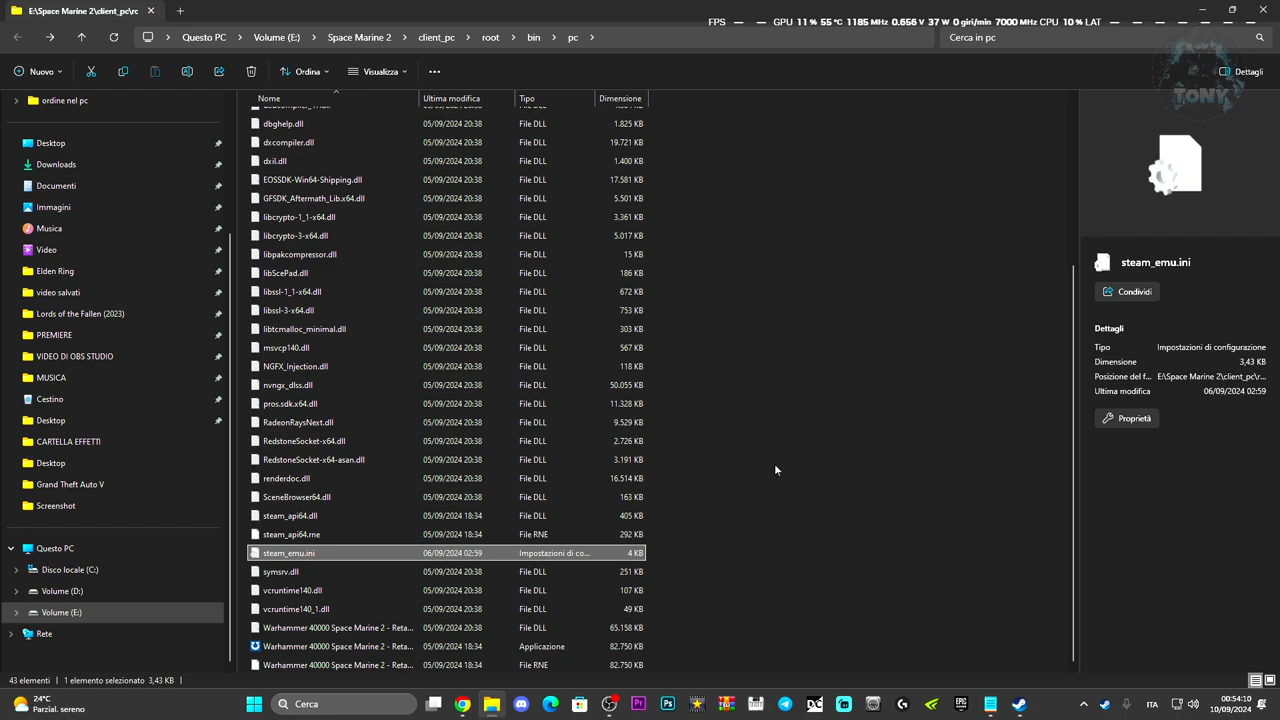 E:\Space Marine 2\client_pc\rc
FPS GPU 11 % 55 °C 1185 MHz 0.656 V 37 W 0 giri/min 7000 MHz CPU 10 % LAT
Questo PC > Volume (E:) > Space Marine 2 > client_pc > root > bin > pc >
Cerca in pc
Nuovo
Ordina
Visualizza
Dettagli
TONY
ordine nel pc
Desktop
Downloads
Documenti
Immagini
Musica
Video
Elden Ring
video salvati
Lords of the Fallen (2023)
PREMIERE
VIDEO DI OBS STUDIO
MUSICA
Cestino
Desktop
CARTELLA EFFETTI
Desktop
Grand Theft Auto V
Screenshot
Questo PC
Disco locale (C:)
Volume (D:)
Volume (E:)
Rete
Nome Ultima modifica Tipo Dimensione
dbghelp.dll 05/09/2024 20:38 File DLL 1.825 KB
dxcompiler.dll 05/09/2024 20:38 File DLL 19.721 KB
dxil.dll 05/09/2024 20:38 File DLL 1.400 KB
EOSSDK-Win64-Shipping.dll 05/09/2024 20:38 File DLL 17.581 KB
GFSDK_Aftermath_Lib.x64.dll 05/09/2024 20:38 File DLL 5.501 KB
libcrypto-1_1-x64.dll 05/09/2024 20:38 File DLL 3.361 KB
libcrypto-3-x64.dll 05/09/2024 20:38 File DLL 5.017 KB
libpakcompressor.dll 05/09/2024 20:38 File DLL 15 KB
libScePad.dll 05/09/2024 20:38 File DLL 186 KB
libssl-1_1-x64.dll 05/09/2024 20:38 File DLL 672 KB
libssl-3-x64.dll 05/09/2024 20:38 File DLL 753 KB
libtcmalloc_minimal.dll 05/09/2024 20:38 File DLL 303 KB
msvcp140.dll 05/09/2024 20:38 File DLL 567 KB
NGFX_Injection.dll 05/09/2024 20:38 File DLL 118 KB
nvngx_dlss.dll 05/09/2024 20:38 File DLL 50.055 KB
pros.sdk.x64.dll 05/09/2024 20:38 File DLL 11.328 KB
RadeonRaysNext.dll 05/09/2024 20:38 File DLL 9.529 KB
RedstoneSocket-x64.dll 05/09/2024 20:38 File DLL 2.726 KB
RedstoneSocket-x64-asan.dll 05/09/2024 20:38 File DLL 3.191 KB
renderdoc.dll 05/09/2024 20:38 File DLL 16.514 KB
SceneBrowser64.dll 05/09/2024 20:38 File DLL 163 KB
steam_api64.dll 05/09/2024 18:34 File DLL 405 KB
steam_api64.rne 05/09/2024 18:34 File RNE 292 KB
steam_emu.ini 06/09/2024 02:59 Impostazioni di co... 4 KB
symsrv.dll 05/09/2024 20:38 File DLL 251 KB
vcruntime140.dll 05/09/2024 20:38 File DLL 107 KB
vcruntime140_1.dll 05/09/2024 20:38 File DLL 49 KB
Warhammer 40000 Space Marine 2 - Reta... 05/09/2024 20:38 File DLL 65.158 KB
Warhammer 40000 Space Marine 2 - Reta... 05/09/2024 18:34 Applicazione 82.750 KB
Warhammer 40000 Space Marine 2 - Reta... 05/09/2024 18:34 File RNE 82.750 KB
steam_emu.ini
Condividi
Dettagli
Tipo Impostazioni di configurazione
Dimensione 3,43 KB
Posizione del f... E:\Space Marine 2\client_pc\r...
Ultima modifica 06/09/2024 02:59
Proprietà
43 elementi 1 elemento selezionato 3,43 KB
24°C
Parzial. sereno
Cerca
ITA
00:54:10
10/09/2024